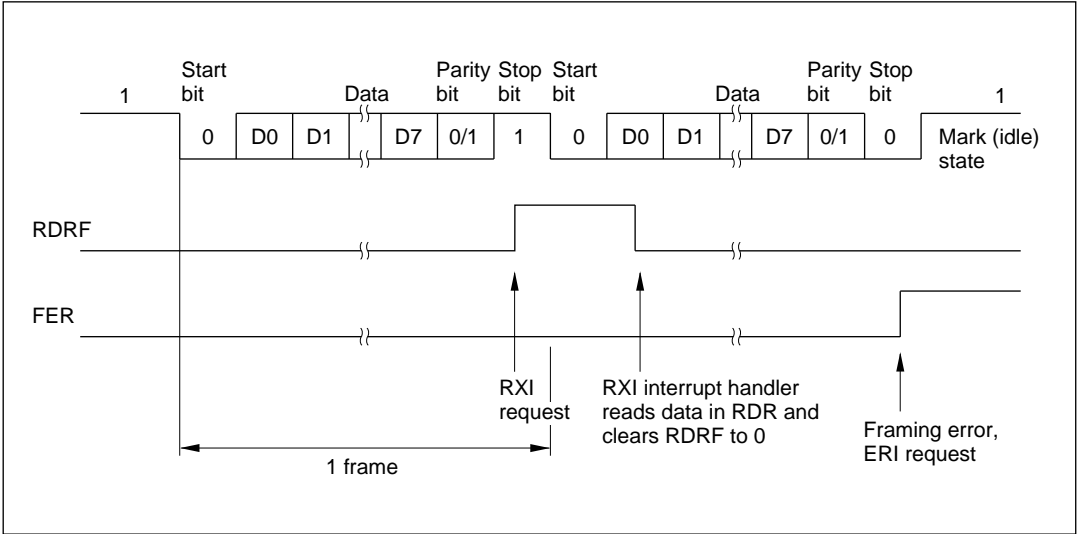 Start bit
Data
Parity bit
Stop bit
Start bit
Data
Parity bit
Stop bit
1
1
0 D0 D1 D7 0/1 1 0 D0 D1 D7 0/1 0
Mark (idle)
state
RDRF
FER
RXI
request
RXI interrupt handler
reads data in RDR and
clears RDRF to 0
Framing error,
ERI request
1 frame